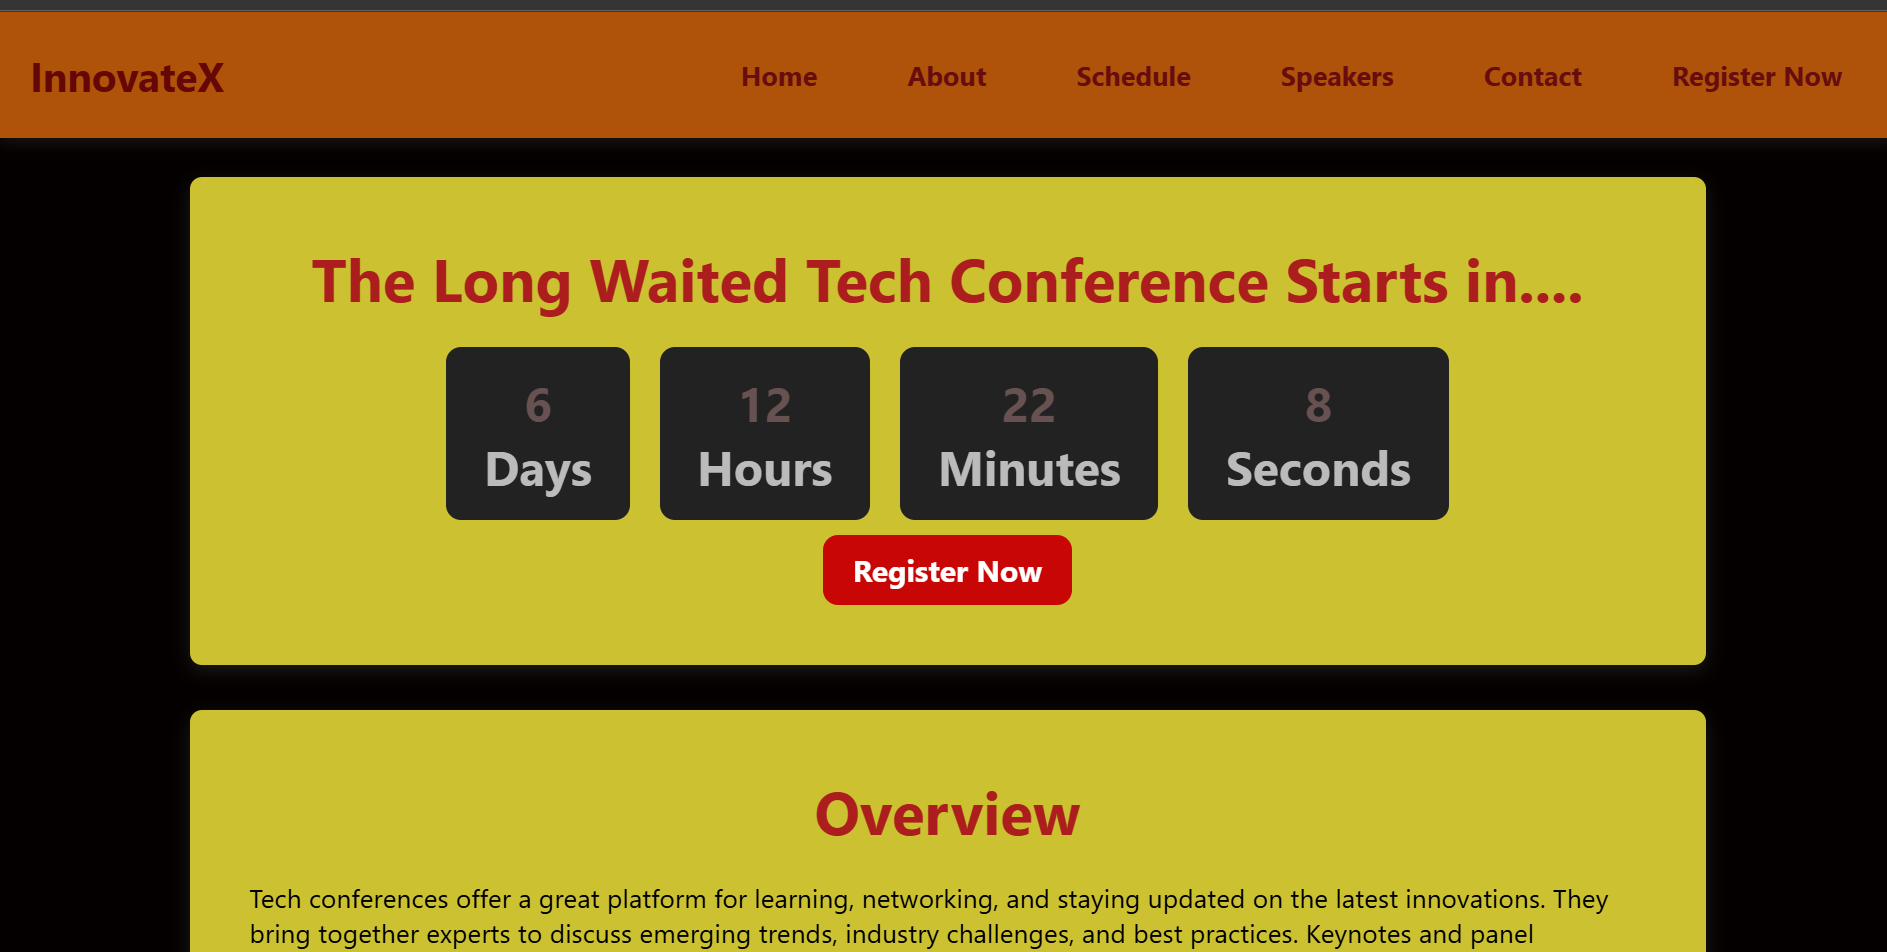 InnovateX
Home About Schedule Speakers Contact Register Now
The Long Waited Tech Conference Starts in....
6 12 22 8
Days Hours Minutes Seconds
Register Now
Overview
Tech conferences offer a great platform for learning, networking, and staying updated on the latest innovations. They
bring together experts to discuss emerging trends, industry challenges, and best practices. Keynotes and panel